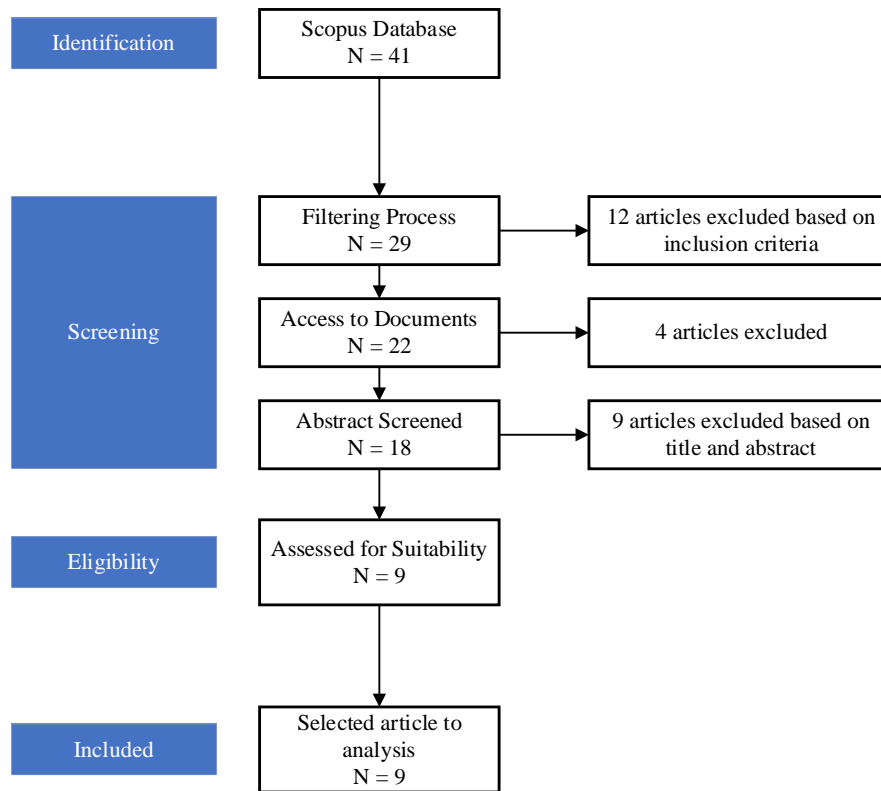 Identification
Scopus Database
N = 41
Screening
Filtering Process
N = 29
12 articles excluded based on
inclusion criteria
Access to Documents
N = 22
4 articles excluded
Abstract Screened
N = 18
9 articles excluded based on
title and abstract
Eligibility
Assessed for Suitability
N = 9
Included
Selected article to
analysis
N = 9